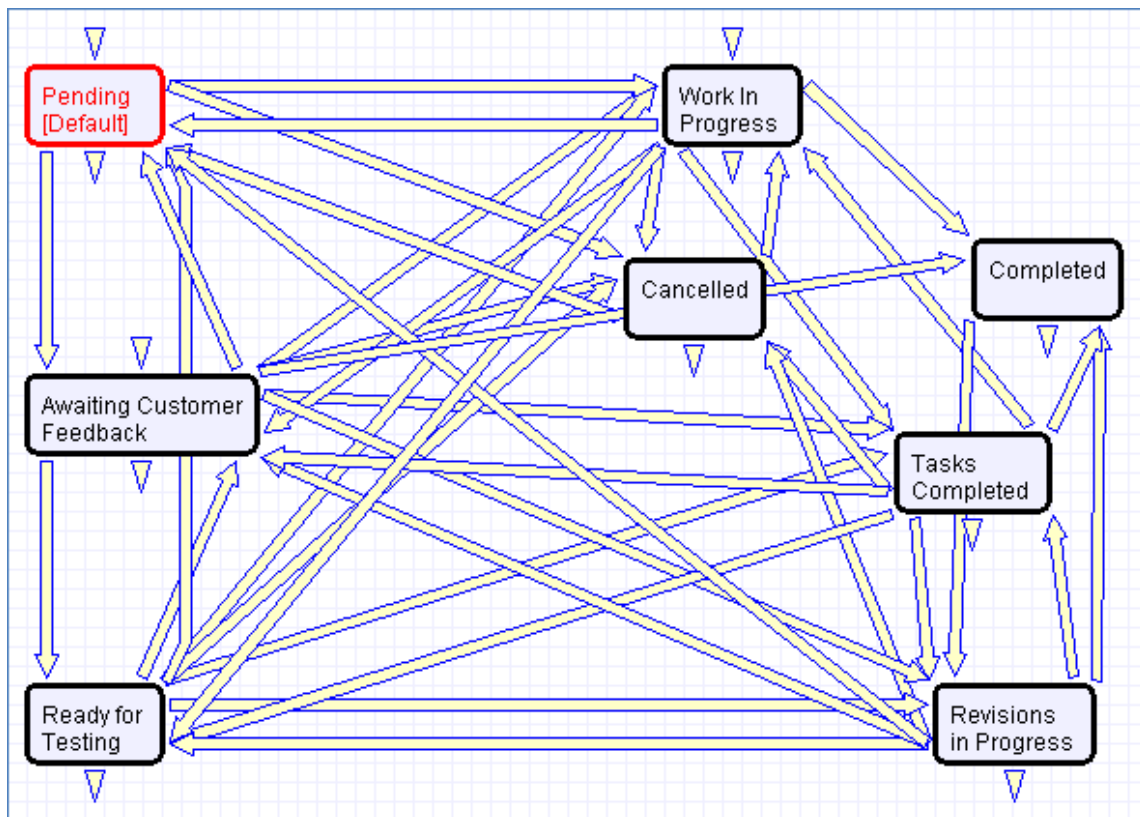 Pending
[Default]
Work In
Progress
Cancelled
Completed
Awaiting Customer
Feedback
Tasks
Completed
Ready for
Testing
Revisions
in Progress